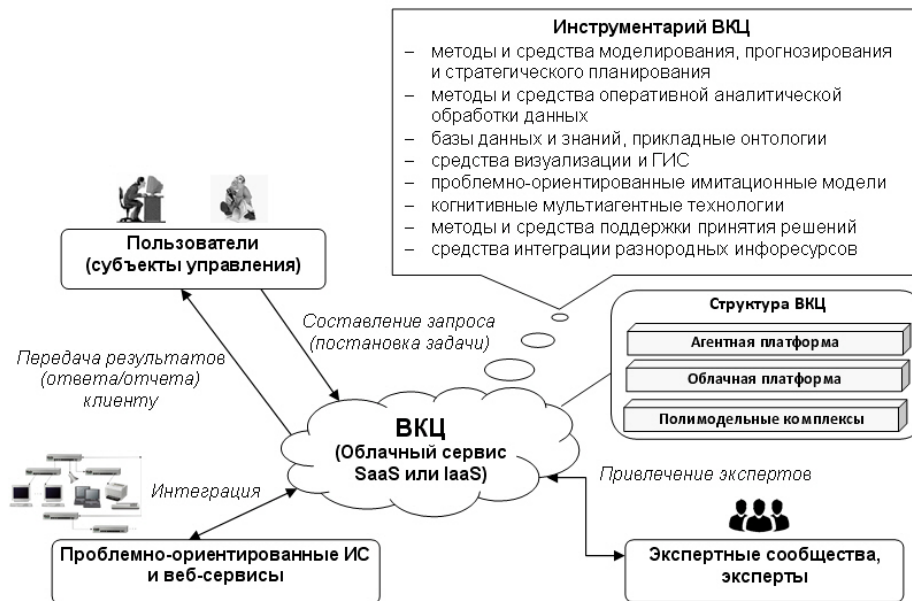 Инструментарий ВКЦ
– методы и средства моделирования, прогнозирования
и стратегического планирования
– методы и средства оперативной аналитической
обработки данных
– базы данных и знаний, прикладные онтологии
– средства визуализации и ГИС
– проблемно-ориентированные имитационные модели
– когнитивные мультиагентные технологии
– методы и средства поддержки принятия решений
– средства интеграции разнородных инфоресурсов
Пользователи
(субъекты управления)
Составление запроса
(постановка задачи)
Передача результатов
(ответа/отчета)
клиенту
Структура ВКЦ
Агентная платформа
Облачная платформа
Полимодельные комплексы
ВКЦ
(Облачный сервис
SaaS или IaaS)
Интеграция
Привлечение экспертов
Проблемно-ориентированные ИС
и веб-сервисы
Экспертные сообщества,
эксперты